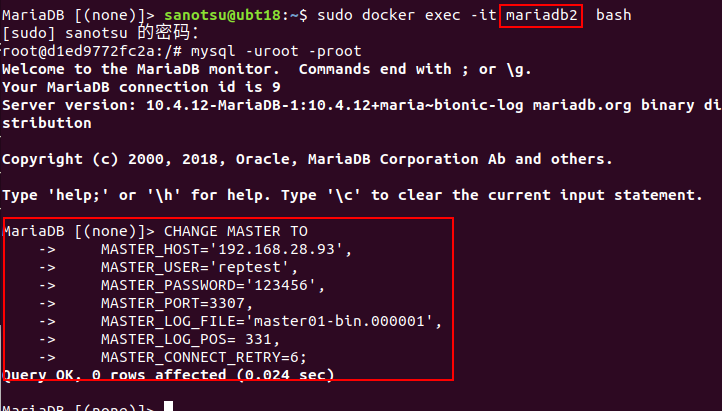 MariaDB [(none)]> sanotsu@ubt18:~$ sudo docker exec -it mariadb2  bash
[sudo] sanotsu 的密码：
root@d1ed9772fc2a:/# mysql -uroot -proot
Welcome to the MariaDB monitor.  Commands end with ; or \g.
Your MariaDB connection id is 9
Server version: 10.4.12-MariaDB-1:10.4.12+maria~bionic-log mariadb.org binary di
stribution
Copyright (c) 2000, 2018, Oracle, MariaDB Corporation Ab and others.
Type 'help;' or '\h' for help. Type '\c' to clear the current input statement.
MariaDB [(none)]> CHANGE MASTER TO
    ->     MASTER_HOST='192.168.28.93',
    ->     MASTER_USER='reptest',
    ->     MASTER_PASSWORD='123456',
    ->     MASTER_PORT=3307,
    ->     MASTER_LOG_FILE='master01-bin.000001',
    ->     MASTER_LOG_POS= 331,
    ->     MASTER_CONNECT_RETRY=6;
Query OK, 0 rows affected (0.024 sec)
MariaDB [(none)]>